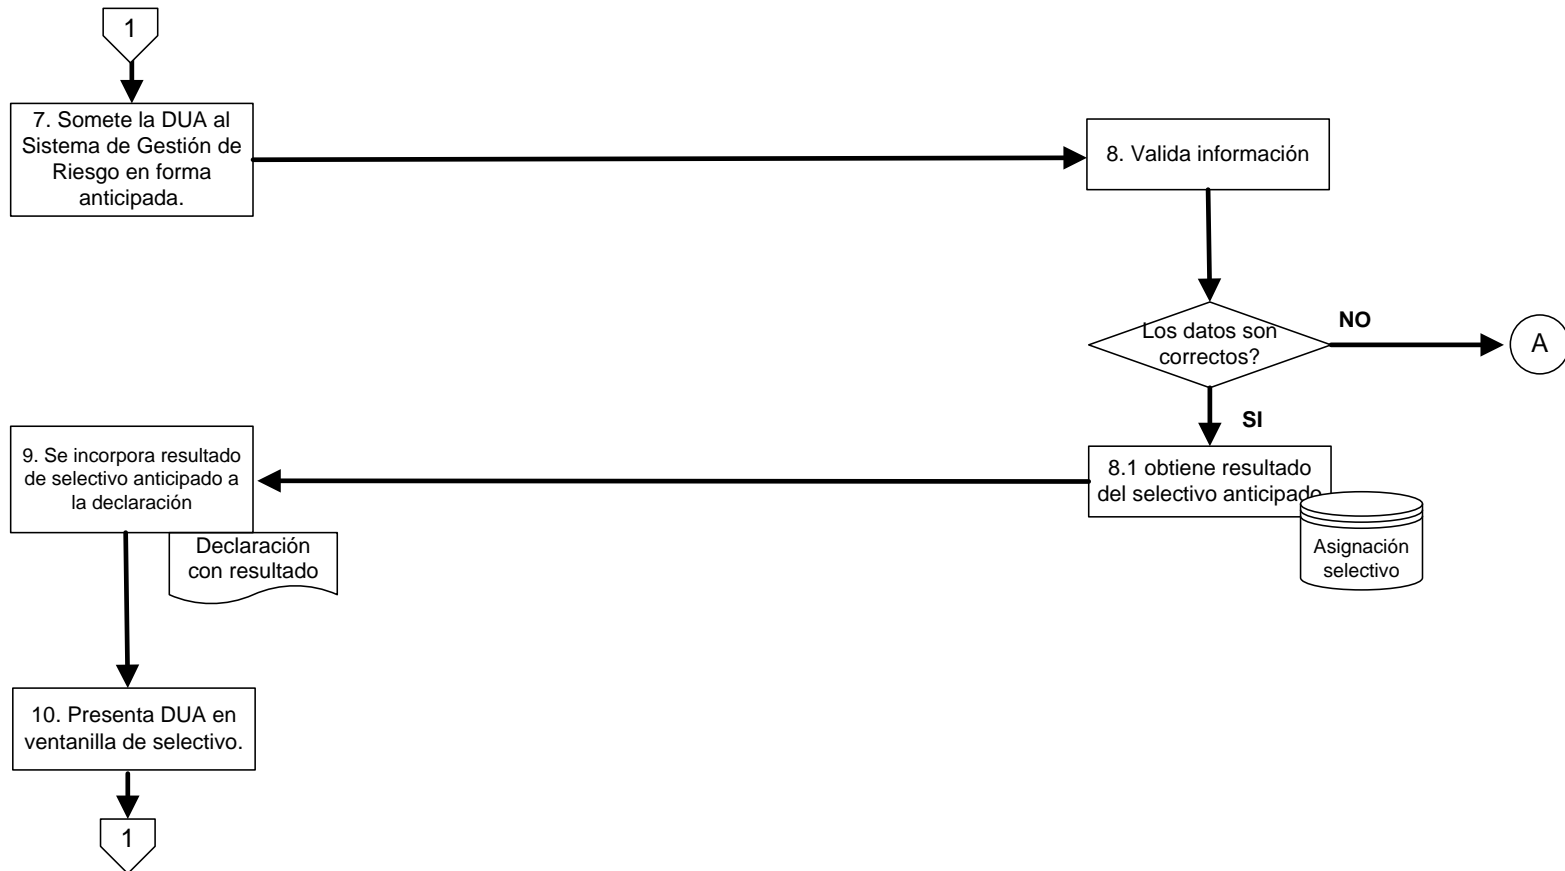 1
7. Somete la DUA al
Sistema de Gestión de
Riesgo en forma
anticipada.
8. Valida información
Los datos son
correctos?
NO
A
SI
8.1 obtiene resultado
del selectivo anticipado
Asignación
selectivo
9. Se incorpora resultado
de selectivo anticipado a
la declaración
Declaración
con resultado
10. Presenta DUA en
ventanilla de selectivo.
1